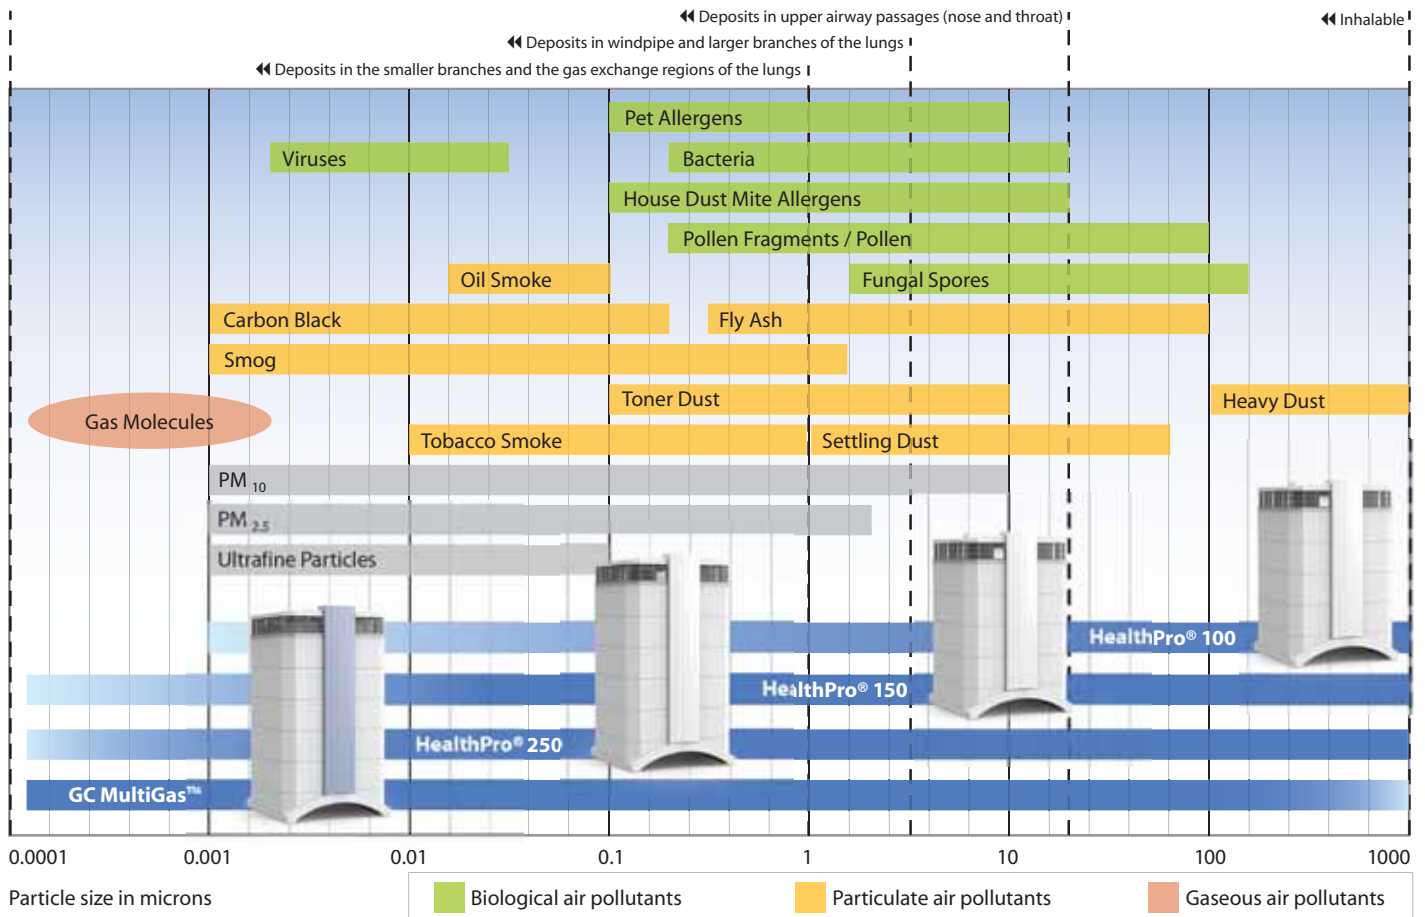 Deposits in upper airway passages (nose and throat)
Inhalable
Deposits in windpipe and larger branches of the lungs
Deposits in the smaller branches and the gas exchange regions of the lungs
Pet Allergens
Viruses
Bacteria
House Dust Mite Allergens
Pollen Fragments / Pollen
Oil Smoke
Fungal Spores
Carbon Black
Fly Ash
Smog
Toner Dust
Heavy Dust
Gas Molecules
Tobacco Smoke
Settling Dust
PM 10
PM 2.5
Ultrafine Particles
HealthPro® 100
HealthPro® 150
HealthPro® 250
GC MultiGas™
0.0001 0.001 0.01 0.1 1 10 100 1000
Particle size in microns
Biological air pollutants
Particulate air pollutants
Gaseous air pollutants